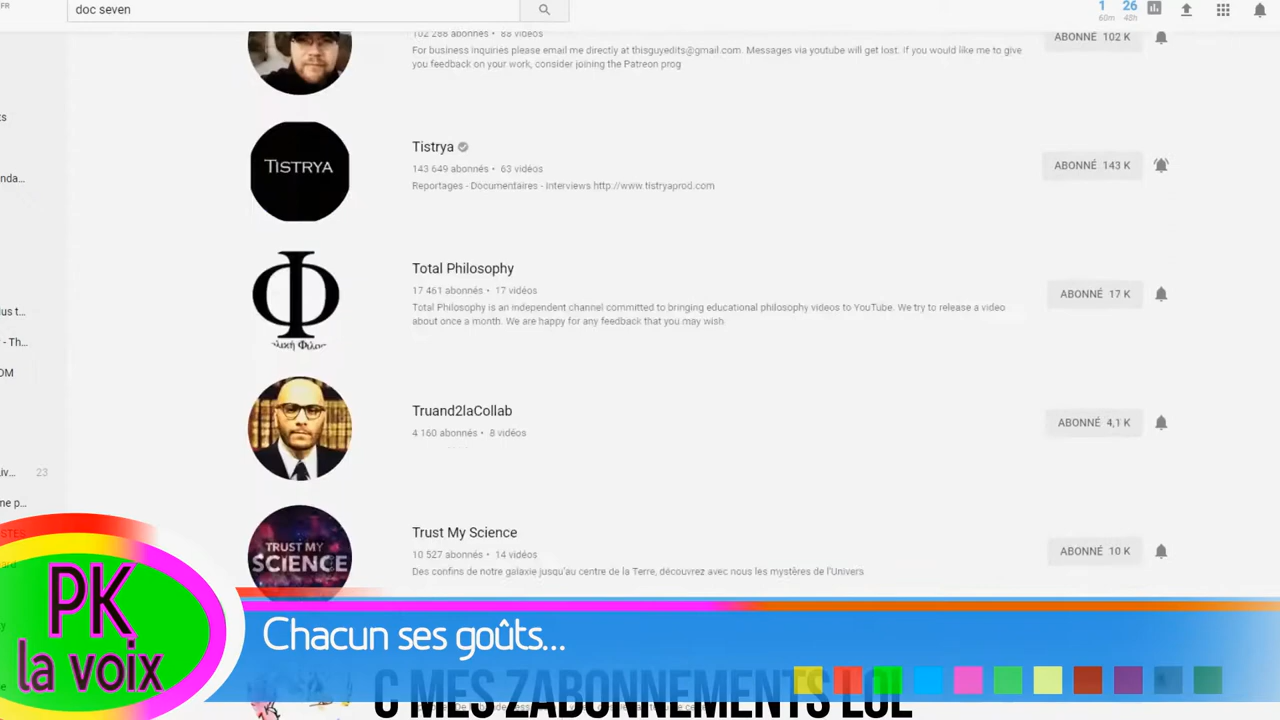 FR
doc seven
1
60m
26
48h
102 288 abonnés • 88 vidéos
For business inquiries please email me directly at thisguyedits@gmail.com. Messages via youtube will get lost. If you would like me to give
you feedback on your work, consider joining the Patreon prog
ABONNÉ 102 K
ts
Tistrya
TISTRYA
143 649 abonnés • 63 vidéos
Reportages - Documentaires - Interviews http://www.tistryaprod.com
ABONNÉ 143 K
nda...
Total Philosophy
17 461 abonnés • 17 vidéos
Total Philosophy is an independent channel committed to bringing educational philosophy videos to YouTube. We try to release a video
about once a month. We are happy for any feedback that you may wish
ABONNÉ 17 K
Φ
us t...
- Th...
OM
Truand2laCollab
4 160 abonnés • 8 vidéos
ABONNÉ 4,1 K
iv... 23
ne p...
Trust My Science
TRUST MY
SCIENCE
10 527 abonnés • 14 vidéos
Des confins de notre galaxie jusqu'au centre de la Terre, découvrez avec nous les mystères de l'Univers
ABONNÉ 10 K
PK
la voix
Chacun ses goûts...
C MES ZABONNEMENTS LOL